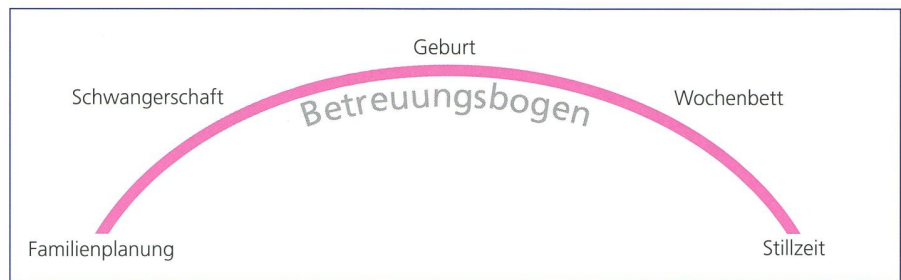 Geburt
Schwangerschaft
Betreuungsbogen
Wochenbett
Familienplanung
Stillzeit